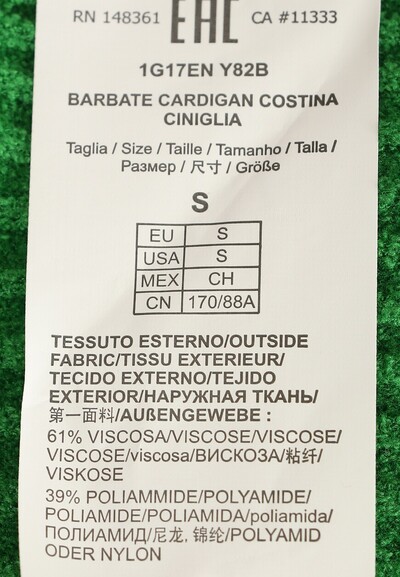 RN 148361 EAC CA #11333
1G17EN Y82B
BARBATE CARDIGAN COSTINA
CINIGLIA
Taglia / Size / Taille / Tamanho / Talla /
Размер / 尺寸 / Größe
S
EU S
USA S
MEX CH
CN 170/88A
TESSUTO ESTERNO/OUTSIDE
FABRIC/TISSU EXTERIEUR/
TECIDO EXTERNO/TEJIDO
EXTERIOR/НАРУЖНАЯ ТКАНЬ/
第一面料/AUßENGEWEBE :
61% VISCOSA/VISCOSE/VISCOSE/
VISCOSE/viscosa/ВИСКОЗА/粘纤/
VISKOSE
39% POLIAMMIDE/POLYAMIDE/
POLIAMIDE/POLIAMIDA/poliamida/
ПОЛИАМИД/尼龙, 锦纶/POLYAMID
ODER NYLON